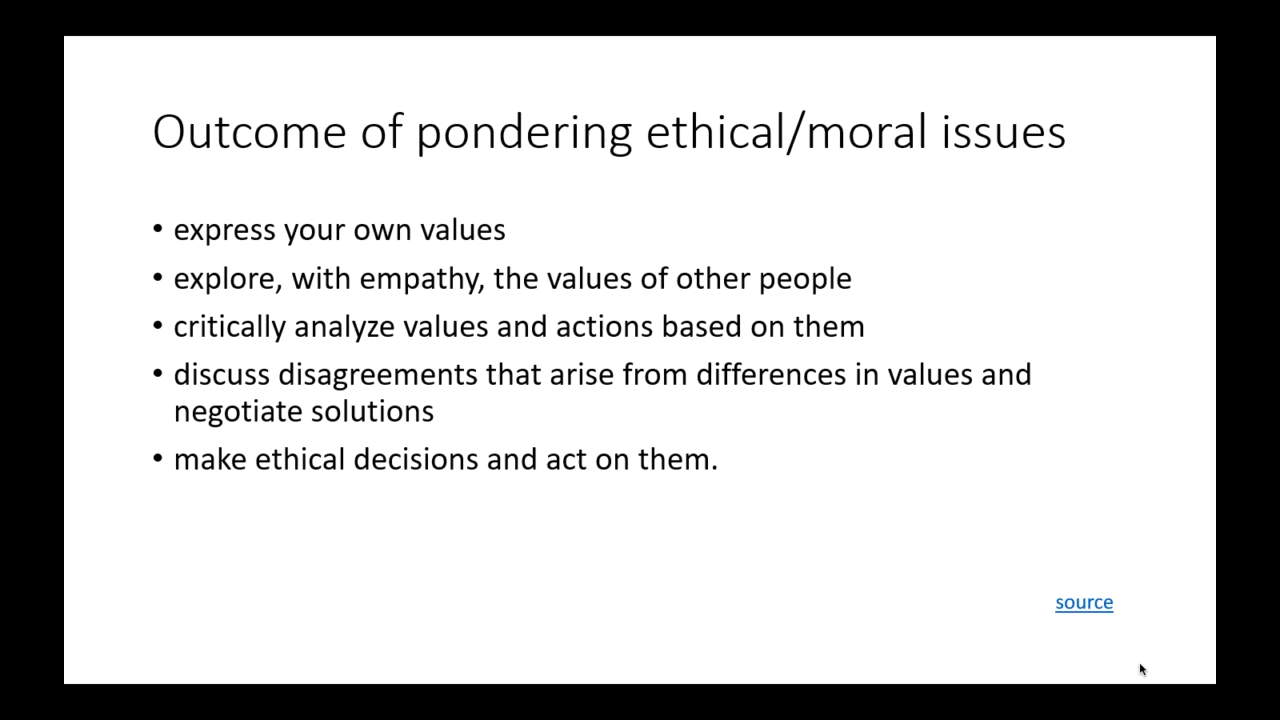 Outcome of pondering ethical/moral issues
• express your own values
• explore, with empathy, the values of other people
• critically analyze values and actions based on them
• discuss disagreements that arise from differences in values and
negotiate solutions
• make ethical decisions and act on them.
source